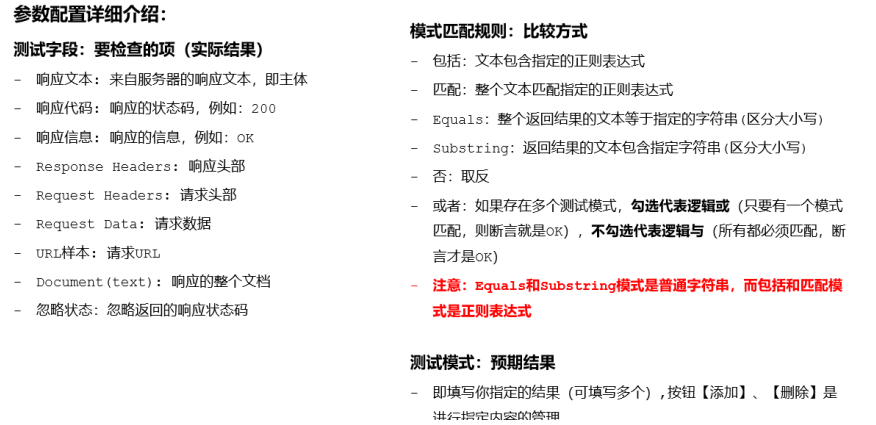 参数配置详细介绍：
测试字段：要检查的项（实际结果）
- 响应文本：来自服务器的响应文本，即主体
- 响应代码：响应的状态码，例如：200
- 响应信息：响应的信息，例如：OK
- Response Headers：响应头部
- Request Headers：请求头部
- Request Data：请求数据
- URL样本：请求URL
- Document(text)：响应的整个文档
- 忽略状态：忽略返回的响应状态码
模式匹配规则：比较方式
- 包括：文本包含指定的正则表达式
- 匹配：整个文本匹配指定的正则表达式
- Equals：整个返回结果的文本等于指定的字符串(区分大小写)
- Substring：返回结果的文本包含指定字符串(区分大小写)
- 否：取反
- 或者：如果存在多个测试模式，勾选代表逻辑或（只要有一个模式
匹配，则断言就是OK），不勾选代表逻辑与（所有都必须匹配，断
言才是OK）
- 注意：Equals和Substring模式是普通字符串，而包括和匹配模
式是正则表达式
测试模式：预期结果
- 即填写你指定的结果（可填写多个）,按钮【添加】、【删除】是
进行指定内容的管理